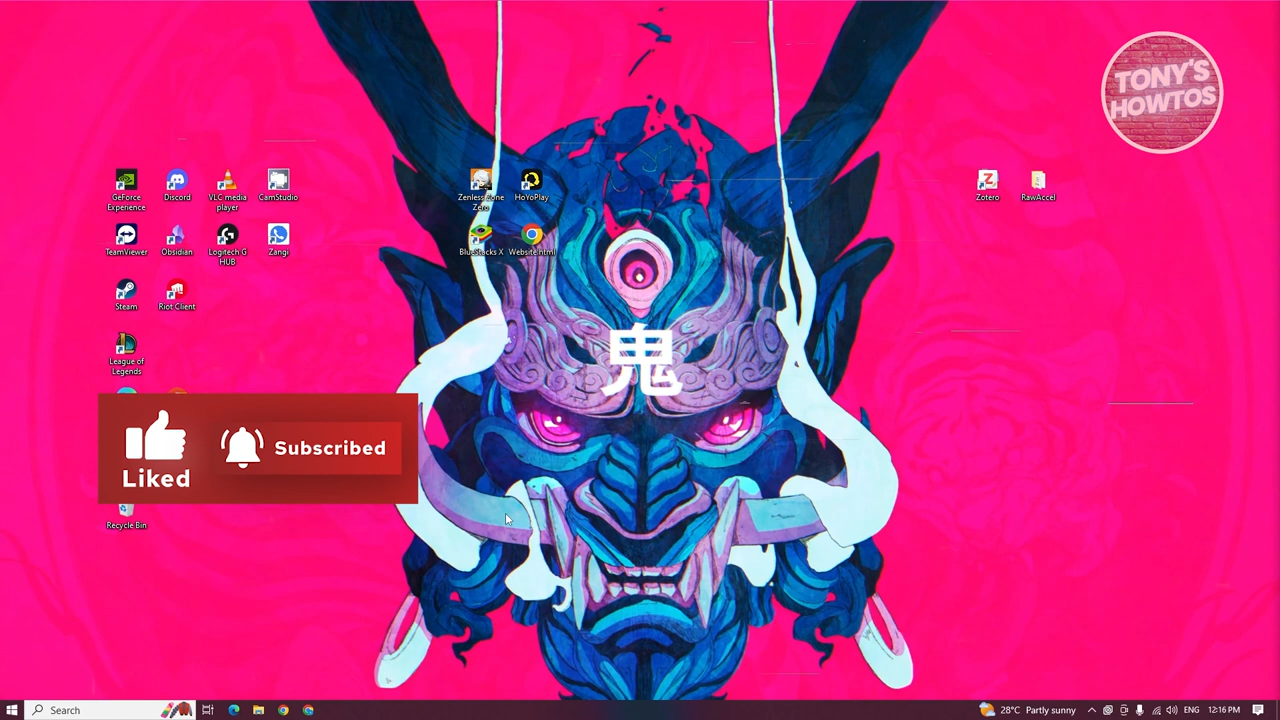 TONY'S
HOWTOS
GeForce
Experience
Discord
VLC media
player
CamStudio
Zenless Zone
Zero
HoYoPlay
Zotero
RawAccel
TeamViewer
Obsidian
Logitech G
HUB
Zangi
BlueStacks X
Website.html
Steam
Riot Client
鬼
League of
Legends
Liked
Subscribed
Recycle Bin
Search
28°C Partly sunny
ENG
12:16 PM